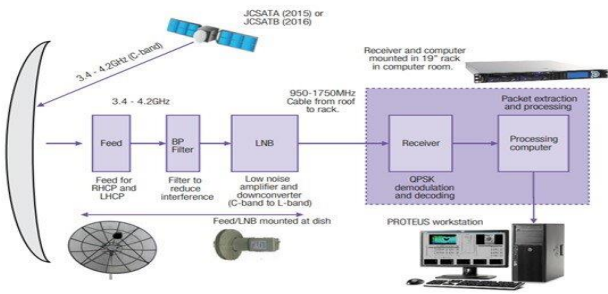 JCSATA (2015) or
JCSATB (2016)
3.4 - 4.2GHz (C-band)
Receiver and computer
mounted in 19" rack
in computer room.
3.4 - 4.2GHz
950-1750MHz
Cable from roof
to rack.
Packet extraction
and processing
Feed
BP
Filter
LNB
Receiver
Processing
computer
Feed for
RHCP and
LHCP
Filter to
reduce
interference
Low noise
amplifier and
downconverter
(C-band to L-band)
QPSK
demodulation
and decoding
Feed/LNB mounted at dish
PROTEUS workstation